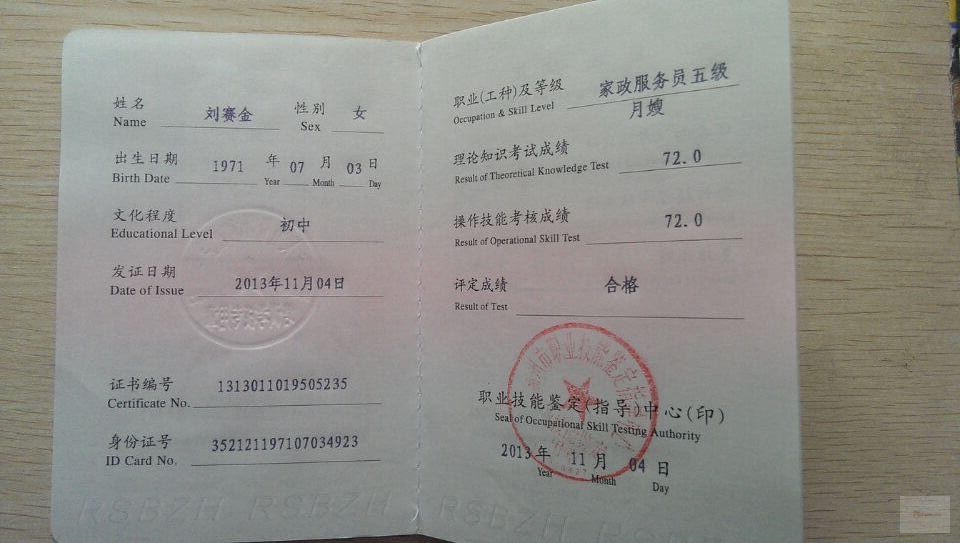 姓名 刘赛金 性别 女
Name Sex
出生日期 1971 年 07 月 03 日
Birth Date Year Month Day
文化程度 初中
Educational Level
发证日期 2013年11月04日
Date of Issue
证书编号 1313011019505235
Certificate No.
身份证号 352121197107034923
ID Card No.
RSBZH RSBZH
职业(工种)及等级 家政服务员五级
Occupation & Skill Level 月嫂
理论知识考试成绩 72.0
Result of Theoretical Knowledge Test
操作技能考核成绩 72.0
Result of Operational Skill Test
评定成绩 合格
Result of Test
职业技能鉴定(指导)中心(印)
Seal of Occupational Skill Testing Authority
2013 年 11 月 04 日
Year Month Day
RSBZH RSBZH